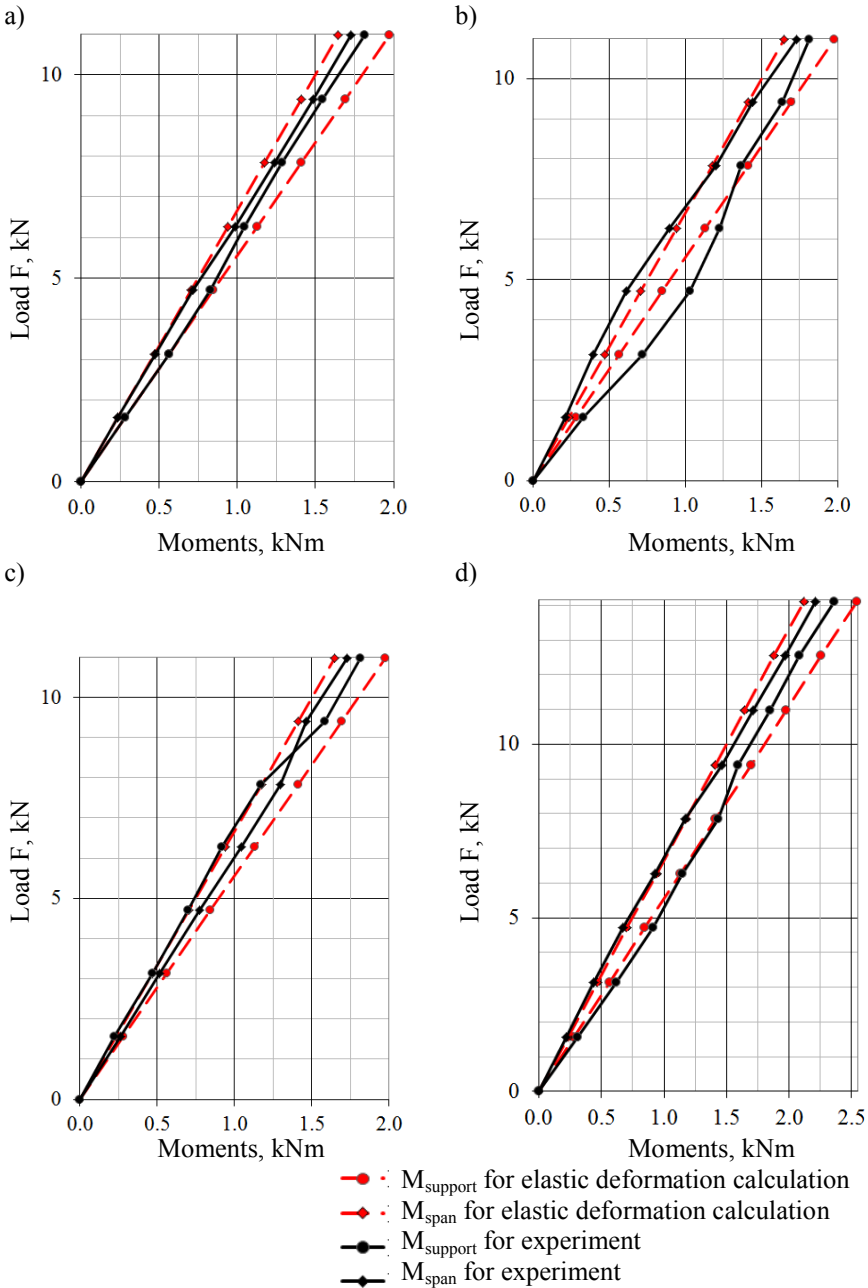 a)
10
5
0
Load F, kN
0.0 0.5 1.0 1.5 2.0
Moments, kNm
b)
10
5
0
Load F, kN
0.0 0.5 1.0 1.5 2.0
Moments, kNm
c)
10
5
0
Load F, kN
0.0 0.5 1.0 1.5 2.0
Moments, kNm
d)
10
5
0
Load F, kN
0.0 0.5 1.0 1.5 2.0 2.5
Moments, kNm
Msupport for elastic deformation calculation
Mspan for elastic deformation calculation
Msupport for experiment
Mspan for experiment